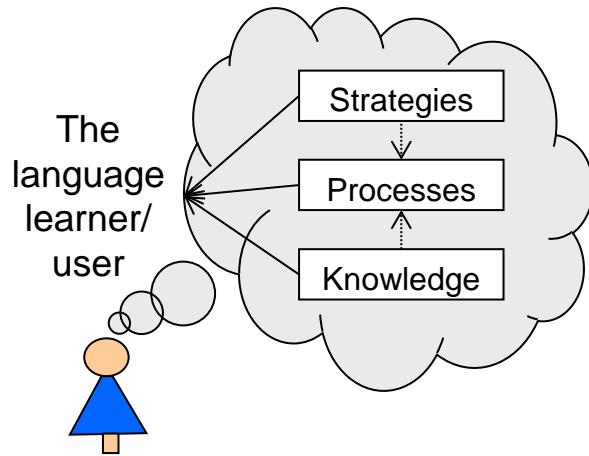 The
language
learner/
user
Strategies
Processes
Knowledge